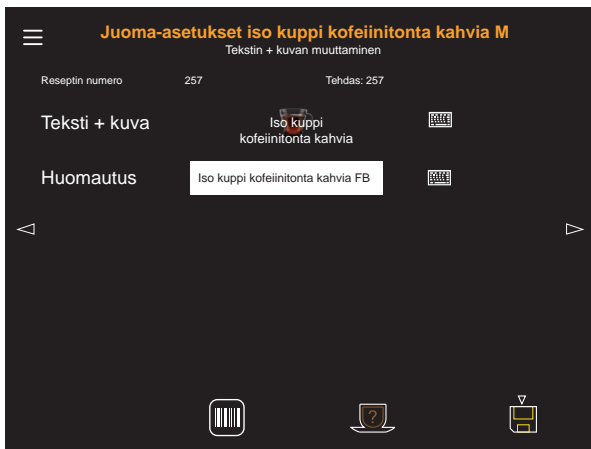 Juoma-asetukset iso kuppi kofeiinitonta kahvia M
Tekstin + kuvan muuttaminen
Reseptin numero 257 Tehdas: 257
Teksti + kuva
Iso kuppi
kofeiinitonta kahvia
Huomautus
Iso kuppi kofeiinitonta kahvia FB
?